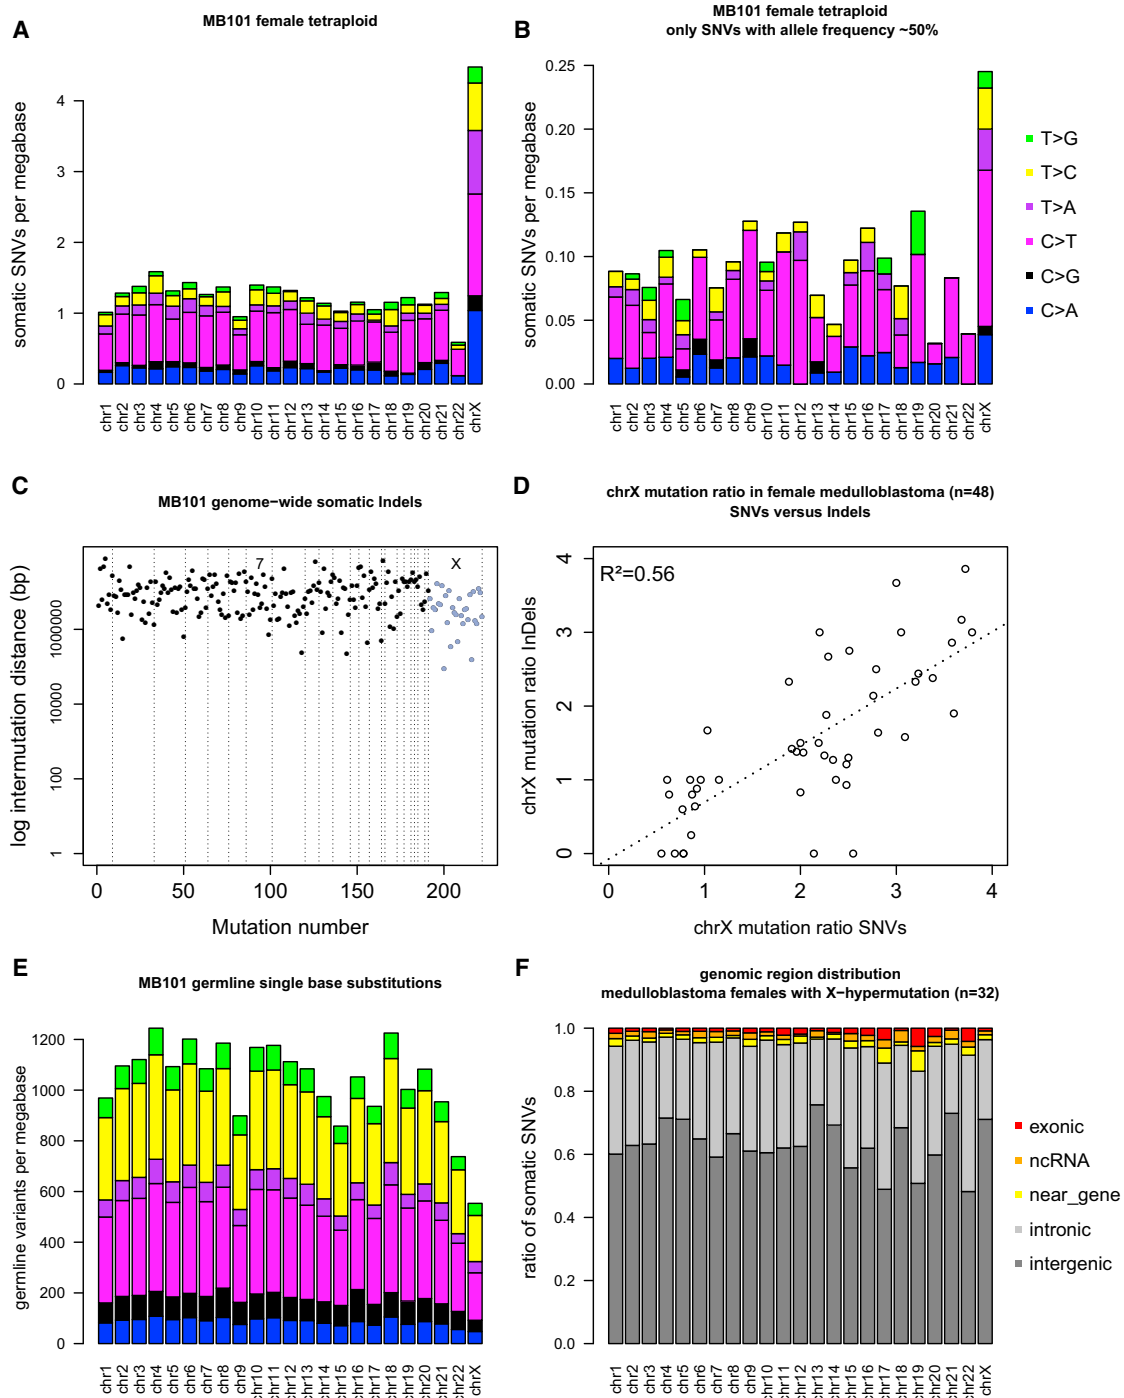 A
MB101 female tetraploid
somatic SNVs per megabase
4
3
2
1
0
chr1 chr2 chr3 chr4 chr5 chr6 chr7 chr8 chr9 chr10 chr11 chr12 chr13 chr14 chr15 chr16 chr17 chr18 chr19 chr20 chr21 chr22 chrX
B
MB101 female tetraploid
only SNVs with allele frequency ~50%
somatic SNVs per megabase
0.25
0.20
0.15
0.10
0.05
0.00
chr1 chr2 chr3 chr4 chr5 chr6 chr7 chr8 chr9 chr10 chr11 chr12 chr13 chr14 chr15 chr16 chr17 chr18 chr19 chr20 chr21 chr22 chrX
T>G
T>C
T>A
C>T
C>G
C>A
C
MB101 genome-wide somatic Indels
log intermutation distance (bp)
1000000
10000
100
1
7
X
0 50 100 150 200
Mutation number
D
chrX mutation ratio in female medulloblastoma (n=48)
SNVs versus Indels
chrX mutation ratio InDels
R²=0.56
4
3
2
1
0
0 1 2 3 4
chrX mutation ratio SNVs
E
MB101 germline single base substitutions
germline variants per megabase
1200
1000
800
600
400
200
0
chr1 chr2 chr3 chr4 chr5 chr6 chr7 chr8 chr9 chr10 chr11 chr12 chr13 chr14 chr15 chr16 chr17 chr18 chr19 chr20 chr21 chr22 chrX
F
genomic region distribution
medulloblastoma females with X-hypermutation (n=32)
ratio of somatic SNVs
1.0
0.8
0.6
0.4
0.2
0.0
chr1 chr2 chr3 chr4 chr5 chr6 chr7 chr8 chr9 chr10 chr11 chr12 chr13 chr14 chr15 chr16 chr17 chr18 chr19 chr20 chr21 chr22 chrX
exonic
ncRNA
near_gene
intronic
intergenic